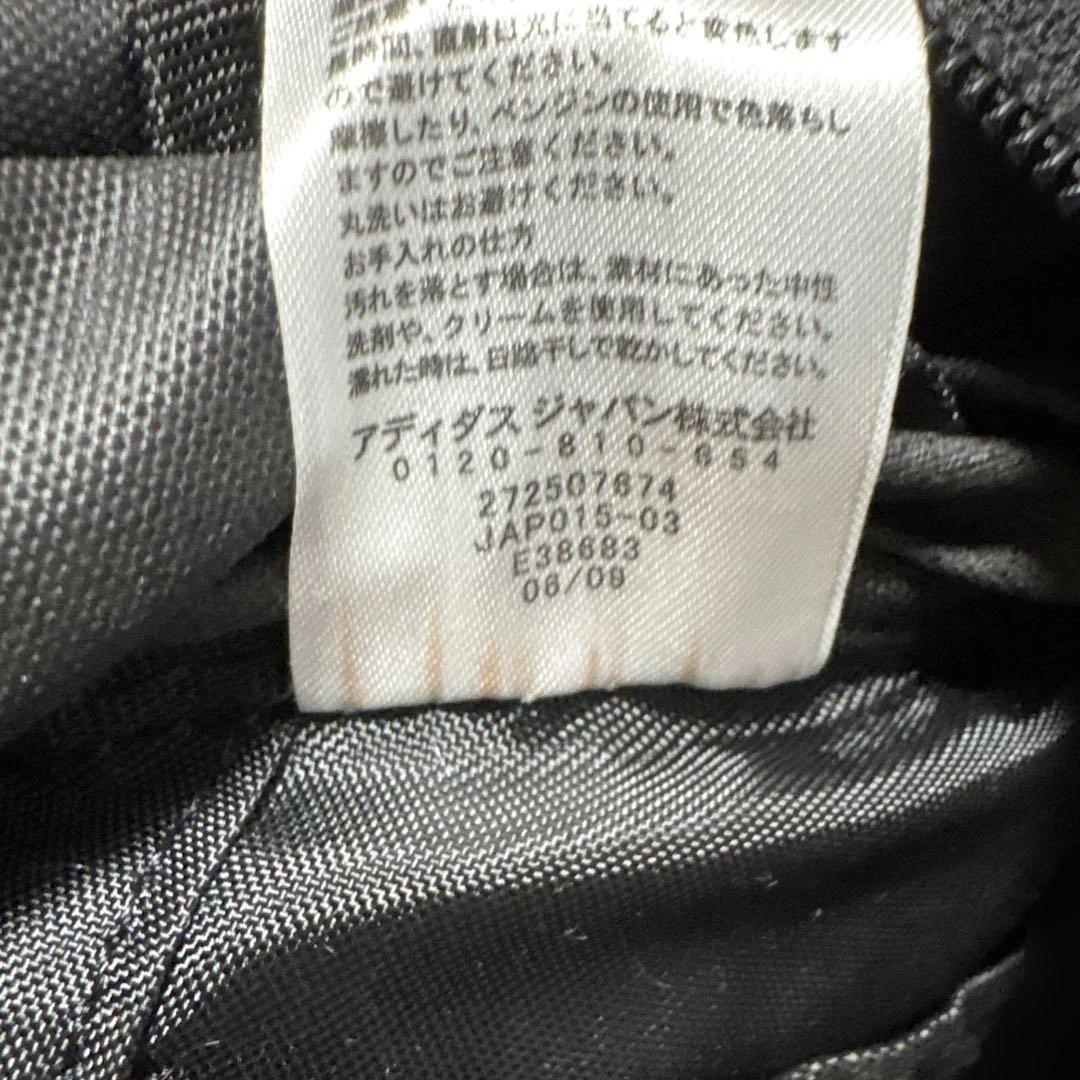 時間、直射日光に当てると変色します
ので避けてください。
摩擦したり、ベンジンの使用で色落ちし
ますのでご注意ください。
丸洗いはお避けください。
お手入れの仕方
汚れを落とす場合は、素材にあった中性
洗剤や、クリームを使用してください。
濡れた時は、日陰干しで乾かしてください。
アディダス ジャパン株式会社
0120-810-654
272507674
JAP015-03
E38683
06/09